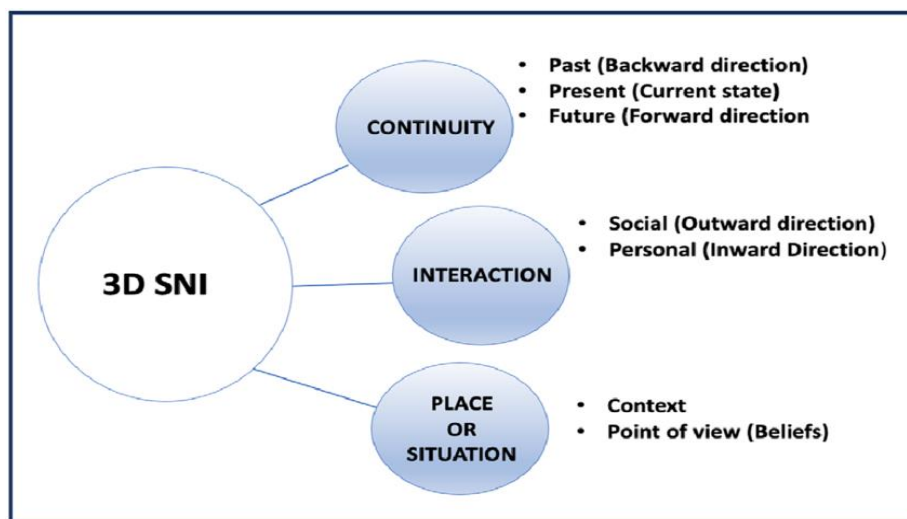 3D SNI
CONTINUITY
• Past (Backward direction)
• Present (Current state)
• Future (Forward direction
INTERACTION
• Social (Outward direction)
• Personal (Inward Direction)
PLACE
OR
SITUATION
• Context
• Point of view (Beliefs)